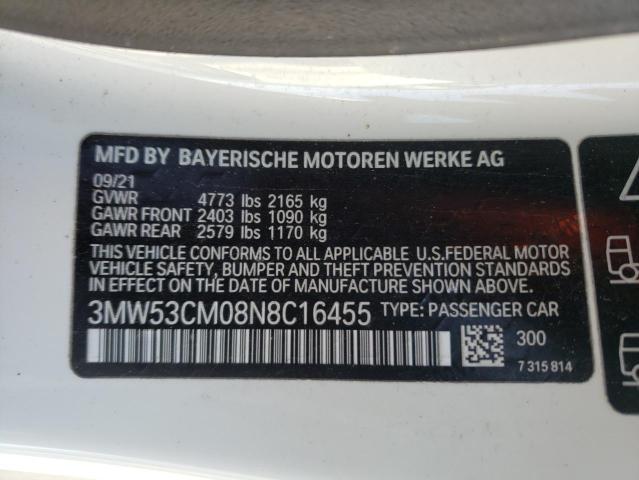 MFD BY BAYERISCHE MOTOREN WERKE AG
09/21
GVWR 4773 lbs 2165 kg
GAWR FRONT 2403 lbs 1090 kg
GAWR REAR 2579 lbs 1170 kg
THIS VEHICLE CONFORMS TO ALL APPLICABLE U.S.FEDERAL MOTOR
VEHICLE SAFETY, BUMPER AND THEFT PREVENTION STANDARDS
IN EFFECT ON THE DATE OF MANUFACTURE SHOWN ABOVE.
3MW53CM08N8C16455 TYPE: PASSENGER CAR
300
7 315 814